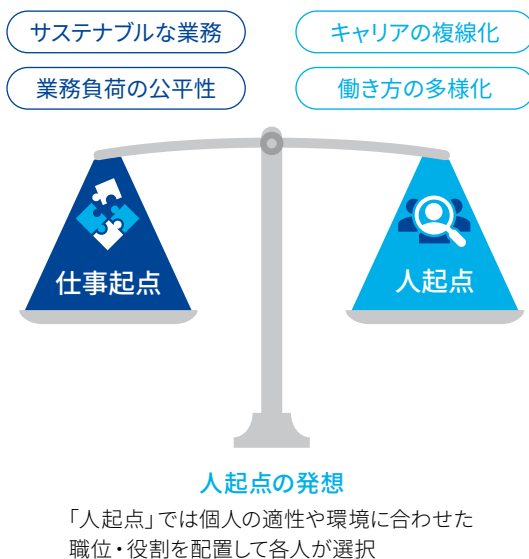 サステナブルな業務
キャリアの複線化
業務負荷の公平性
働き方の多様化
仕事起点
人起点
人起点の発想
「人起点」では個人の適性や環境に合わせた
職位・役割を配置して各人が選択